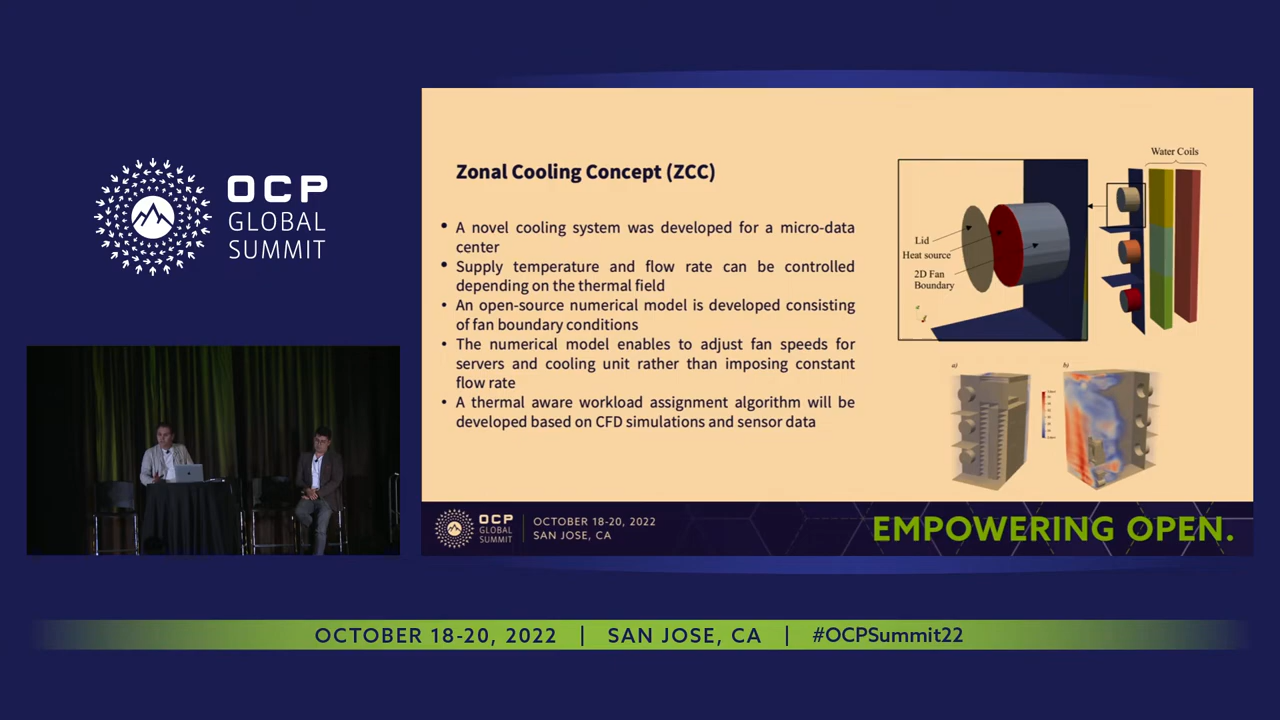 OCP
GLOBAL
SUMMIT
Zonal Cooling Concept (ZCC)
• A novel cooling system was developed for a micro-data
center
• Supply temperature and flow rate can be controlled
depending on the thermal field
• An open-source numerical model is developed consisting
of fan boundary conditions
• The numerical model enables to adjust fan speeds for
servers and cooling unit rather than imposing constant
flow rate
• A thermal aware workload assignment algorithm will be
developed based on CFD simulations and sensor data
Water Coils
Lid
Heat source
2D Fan
Boundary
a)
b)
OCP
GLOBAL
SUMMIT
OCTOBER 18-20, 2022
SAN JOSE, CA
EMPOWERING OPEN.
OCTOBER 18-20, 2022 | SAN JOSE, CA | #OCPSummit22